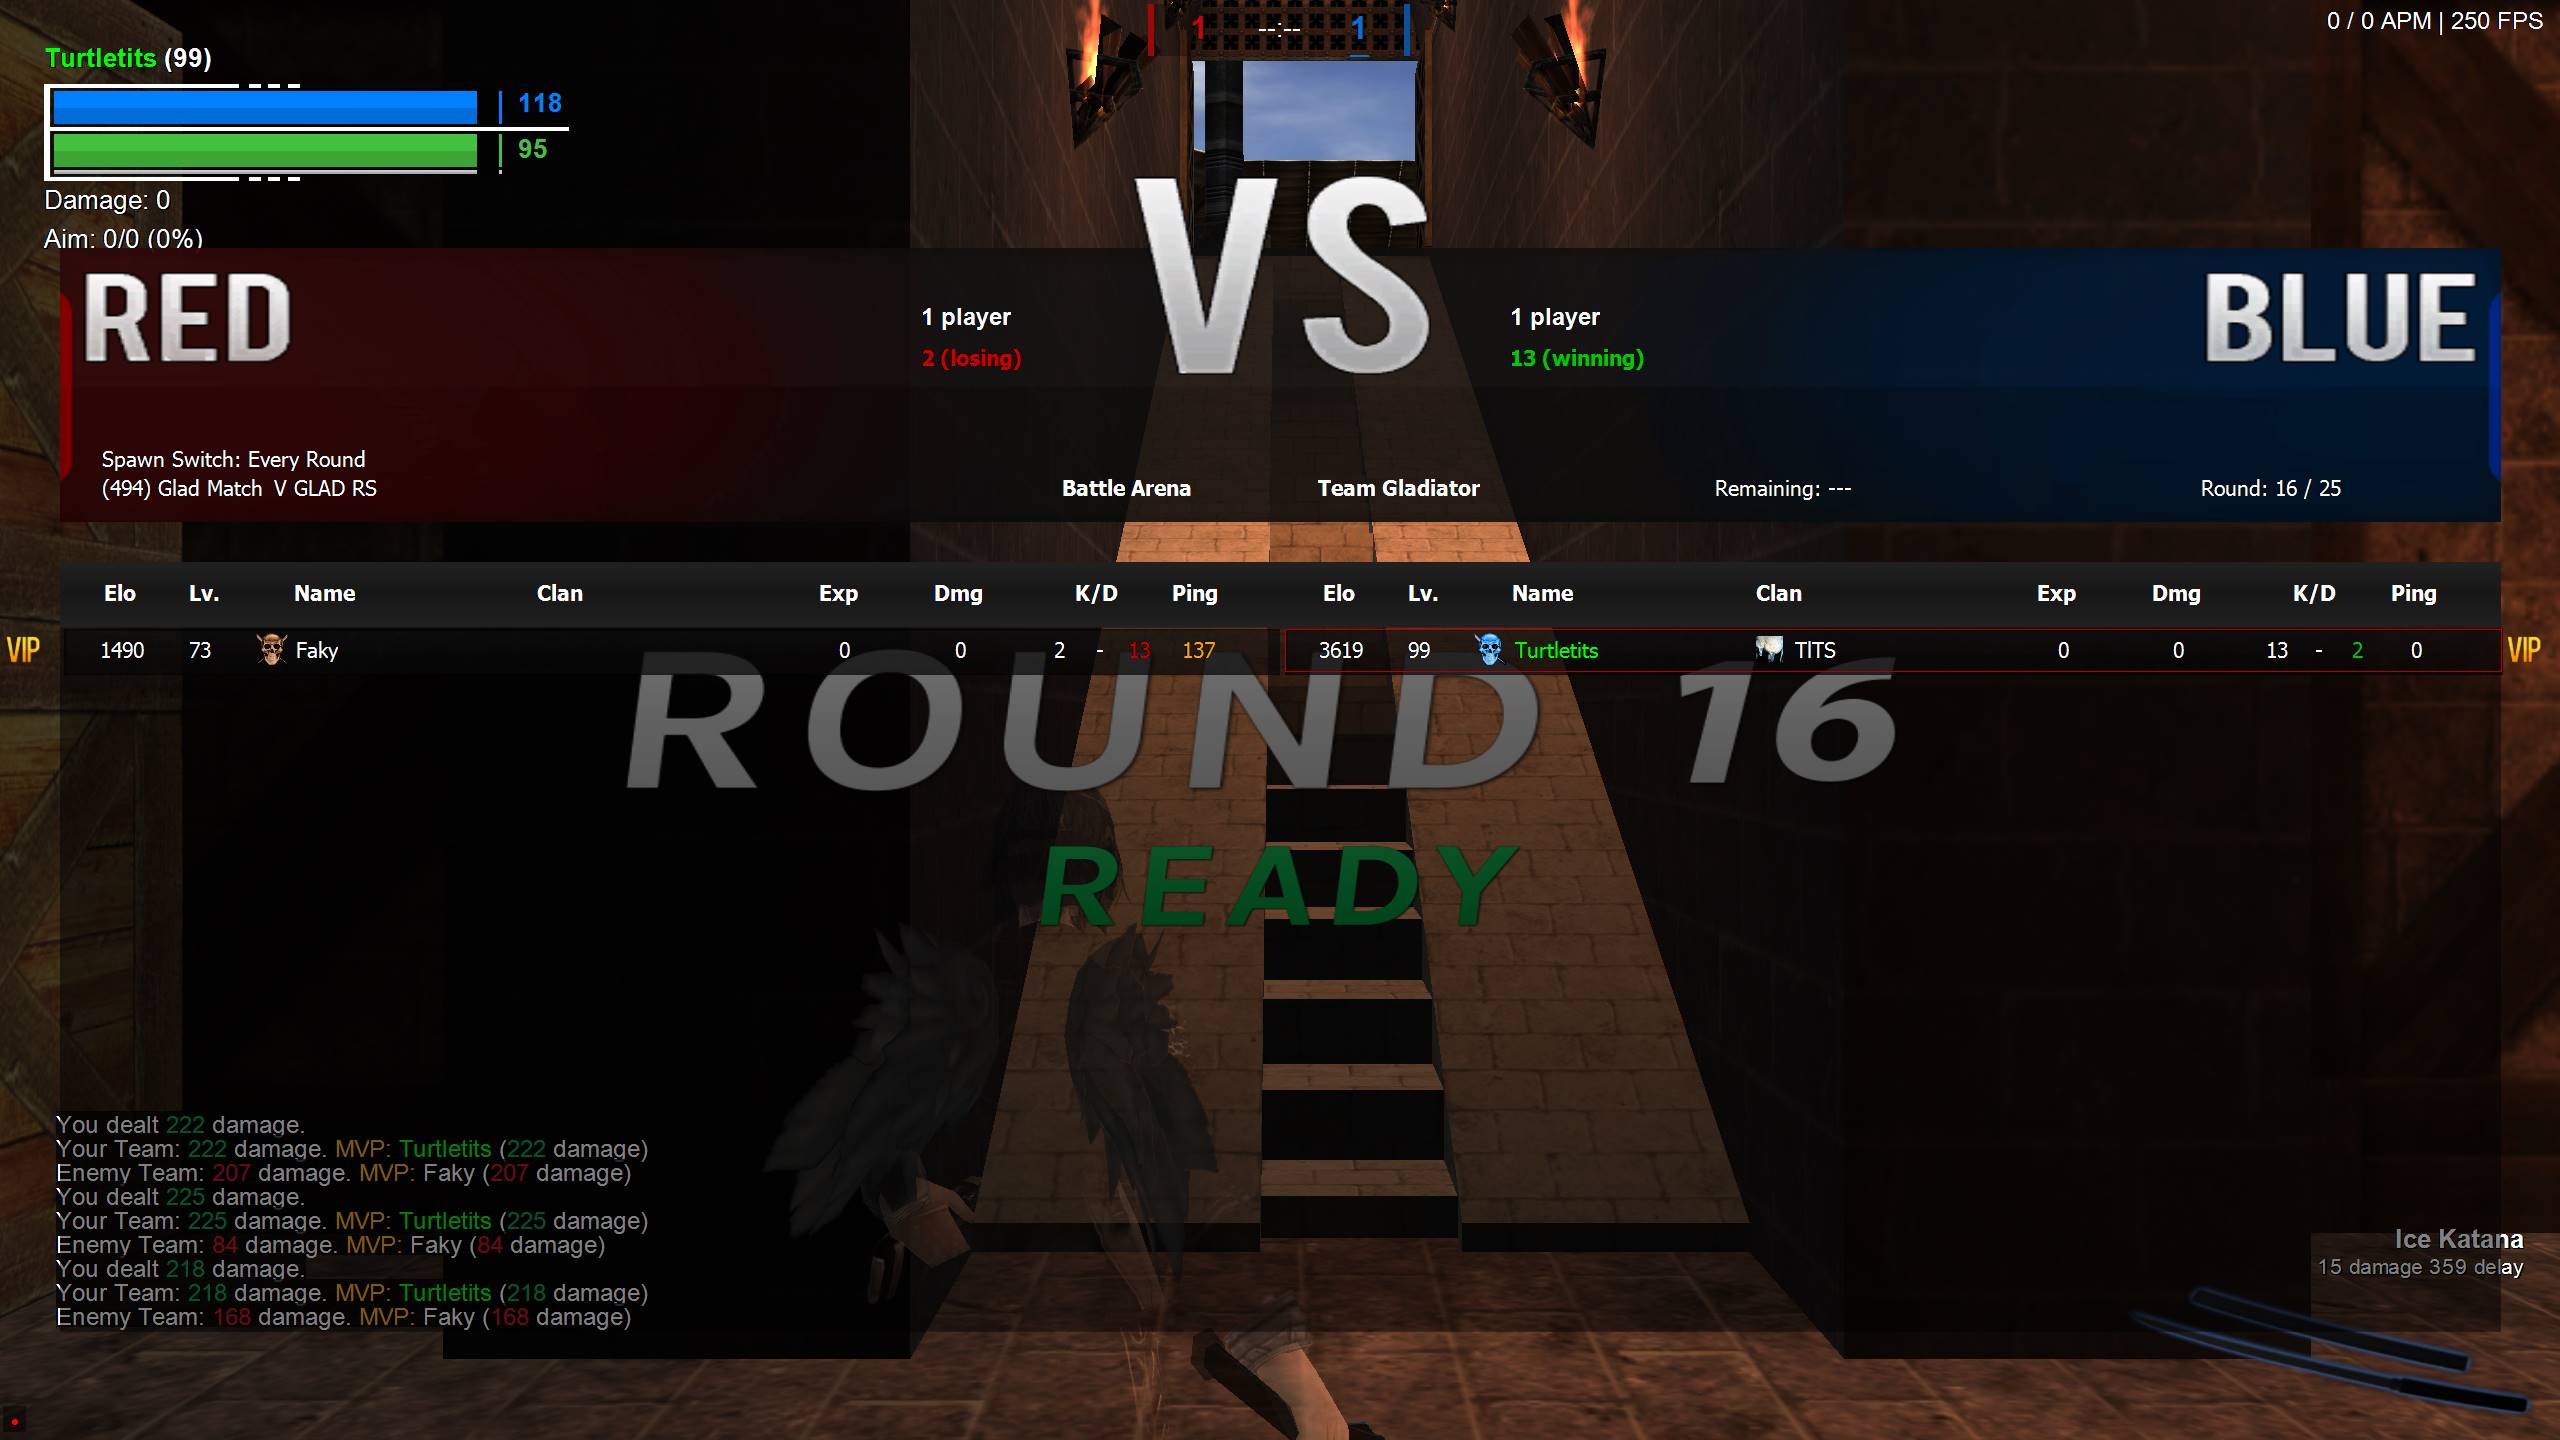 0 / 0 APM | 250 FPS
1 --:-- 1
Turtletits (99)
118
95
Damage: 0
Aim: 0/0 (0%)
VS
RED
BLUE
1 player
1 player
2 (losing)
13 (winning)
Spawn Switch: Every Round
(494) Glad Match V GLAD RS
Battle Arena
Team Gladiator
Remaining: ---
Round: 16 / 25
Elo Lv. Name Clan Exp Dmg K/D Ping Elo Lv. Name Clan Exp Dmg K/D Ping
VIP 1490 73 Faky 0 0 2 - 13 137 3619 99 Turtletits TlTS 0 0 13 - 2 0 VIP
ROUND 16
READY
You dealt 222 damage.
Your Team: 222 damage. MVP: Turtletits (222 damage)
Enemy Team: 207 damage. MVP: Faky (207 damage)
You dealt 225 damage.
Your Team: 225 damage. MVP: Turtletits (225 damage)
Enemy Team: 84 damage. MVP: Faky (84 damage)
You dealt 218 damage.
Your Team: 218 damage. MVP: Turtletits (218 damage)
Enemy Team: 168 damage. MVP: Faky (168 damage)
Ice Katana
15 damage 359 delay